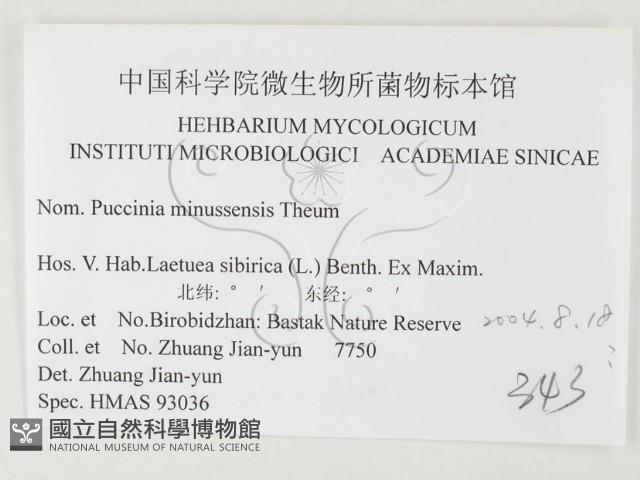 中国科学院微生物所菌物标本馆
HEHBARIUM MYCOLOGICUM
INSTITUTI MICROBIOLOGICI ACADEMIAE SINICAE
Nom. Puccinia minussensis Theum
Hos. V. Hab.Laetuea sibirica (L.) Benth. Ex Maxim.
北纬: ° ′ 东经: ° ′
Loc. et No.Birobidzhan: Bastak Nature Reserve 2004.8.18
Coll. et No. Zhuang Jian-yun 7750
Det. Zhuang Jian-yun
343
Spec. HMAS 93036
國立自然科學博物館
NATIONAL MUSEUM OF NATURAL SCIENCE